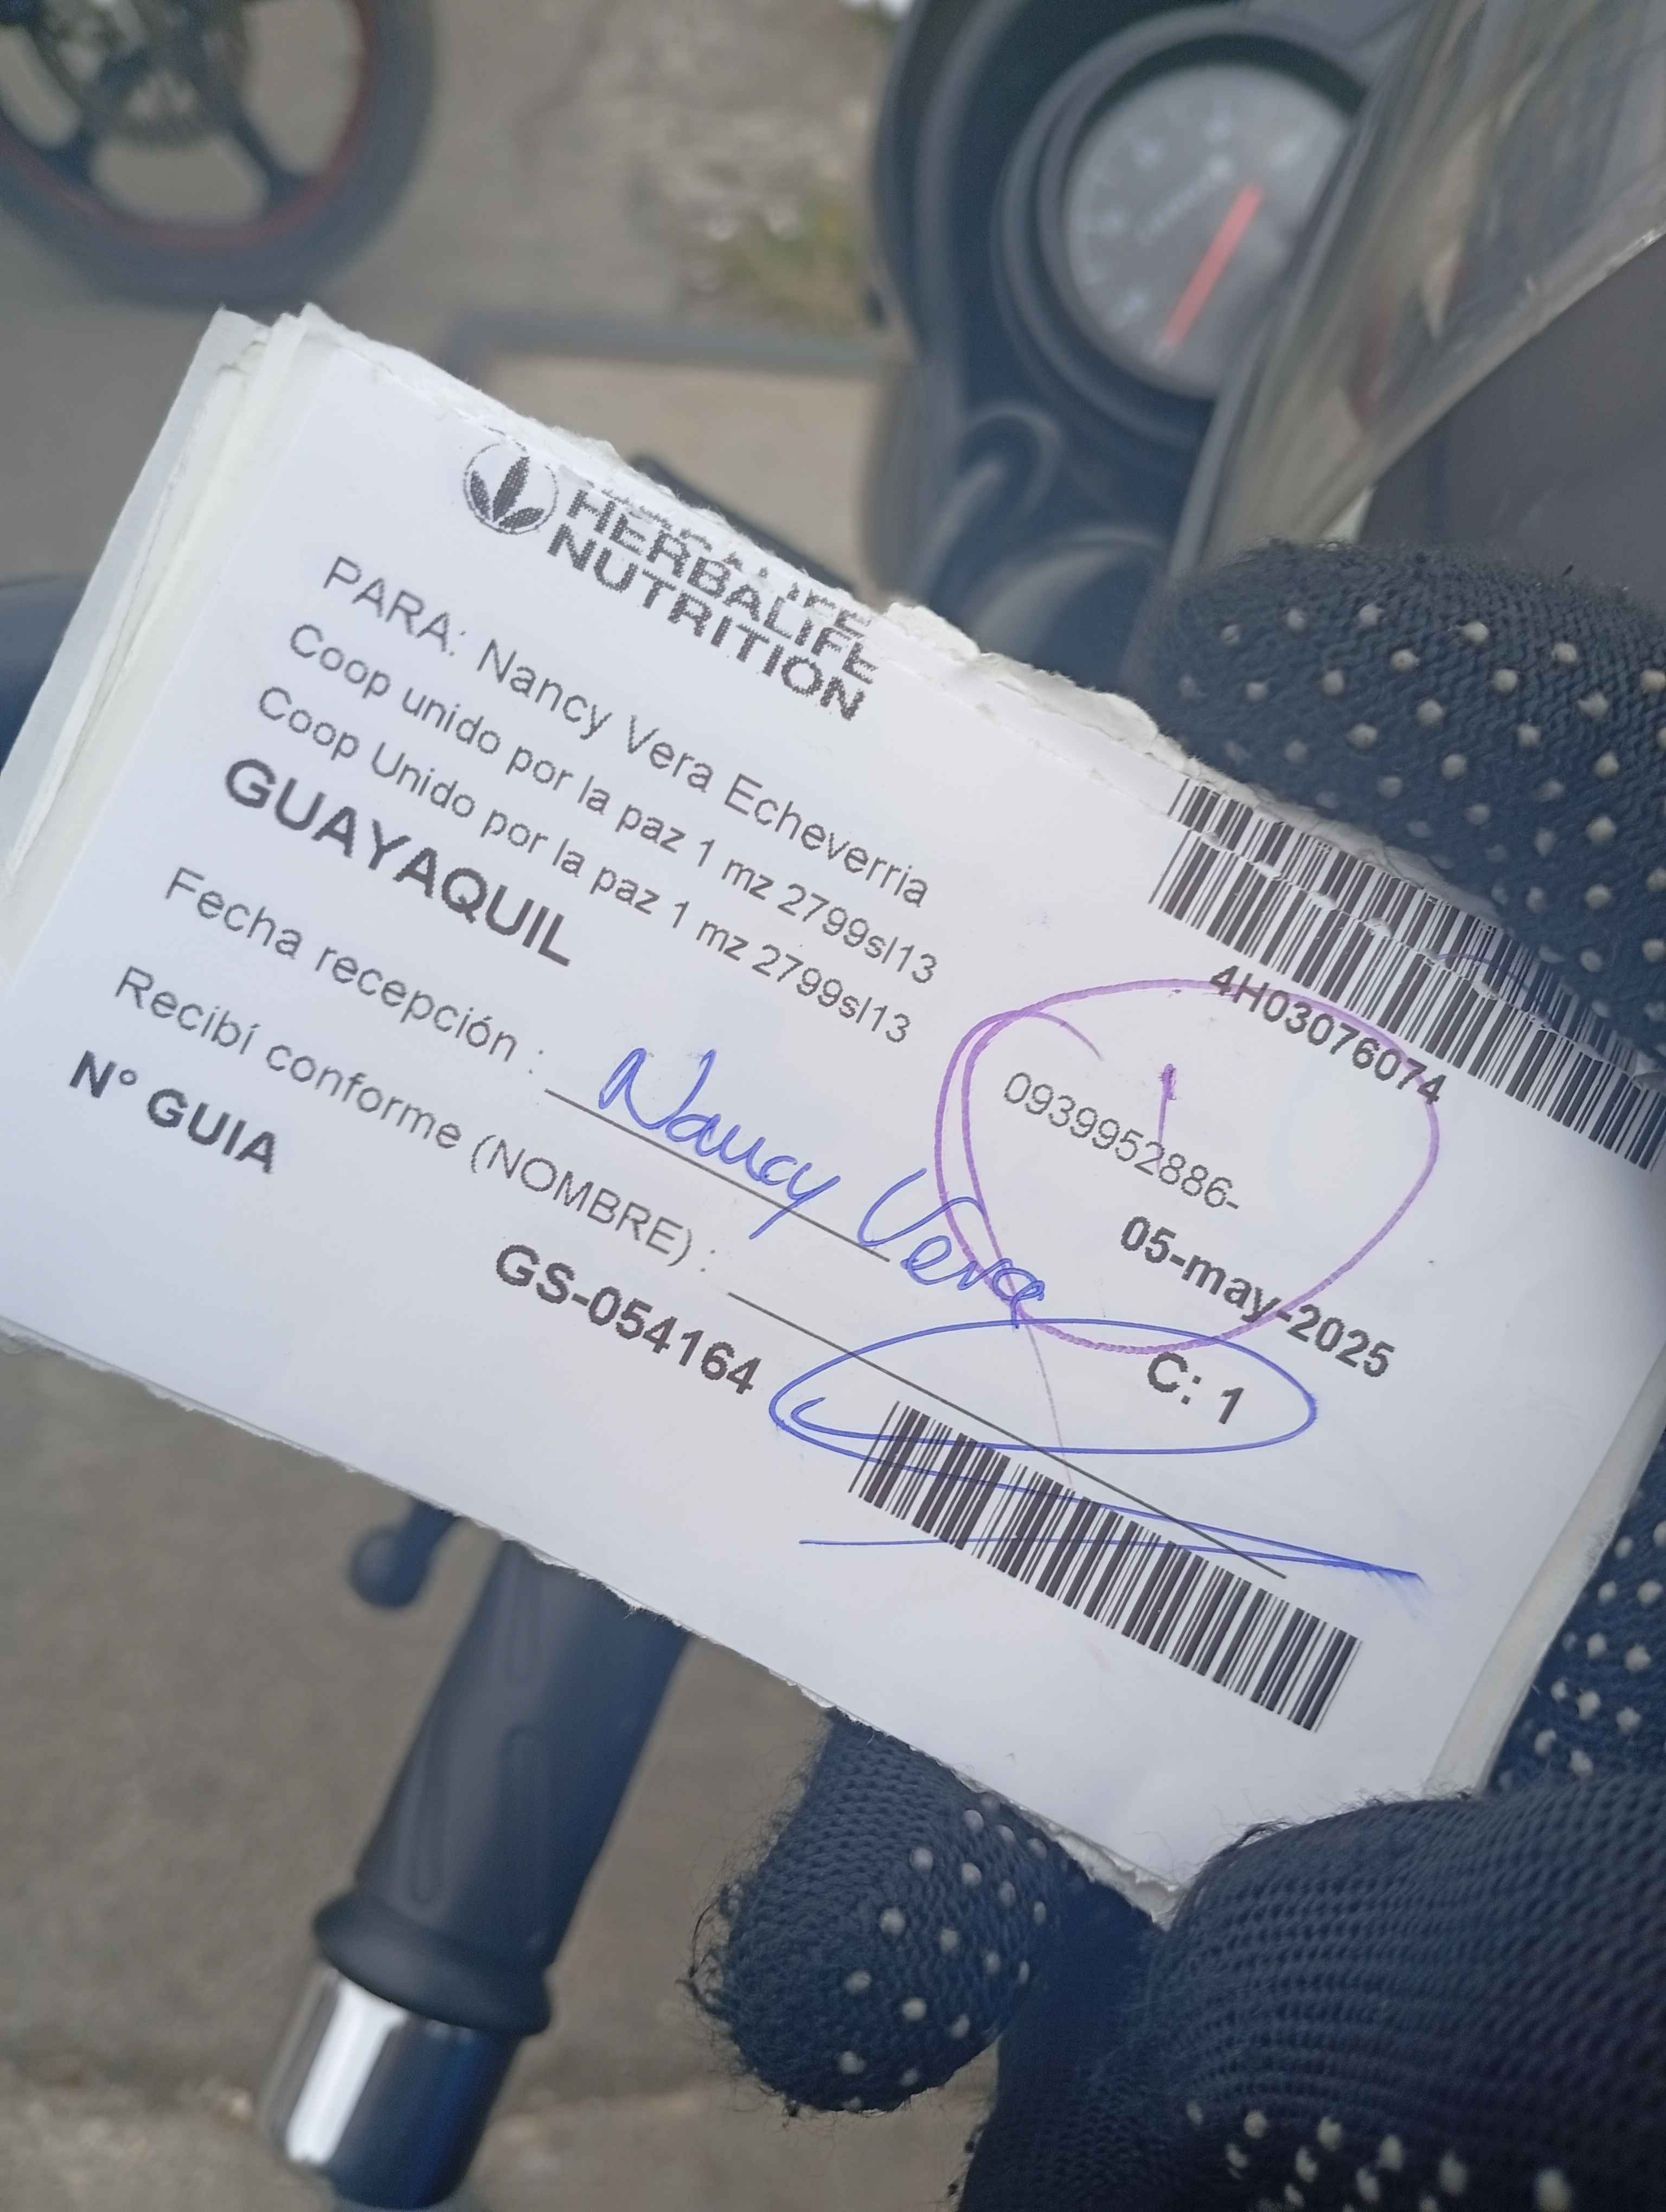 HERBALIFE
NUTRITION
4H03076074
PARA: Nancy Vera Echeverria
Coop unido por la paz 1 mz 2799sl13
Coop Unido por la paz 1 mz 2799sl13
0939952886-
GUAYAQUIL
05-may-2025
Fecha recepción :
Nancy Vera
C: 1
Recibí conforme (NOMBRE) :
N° GUIA
GS-054164